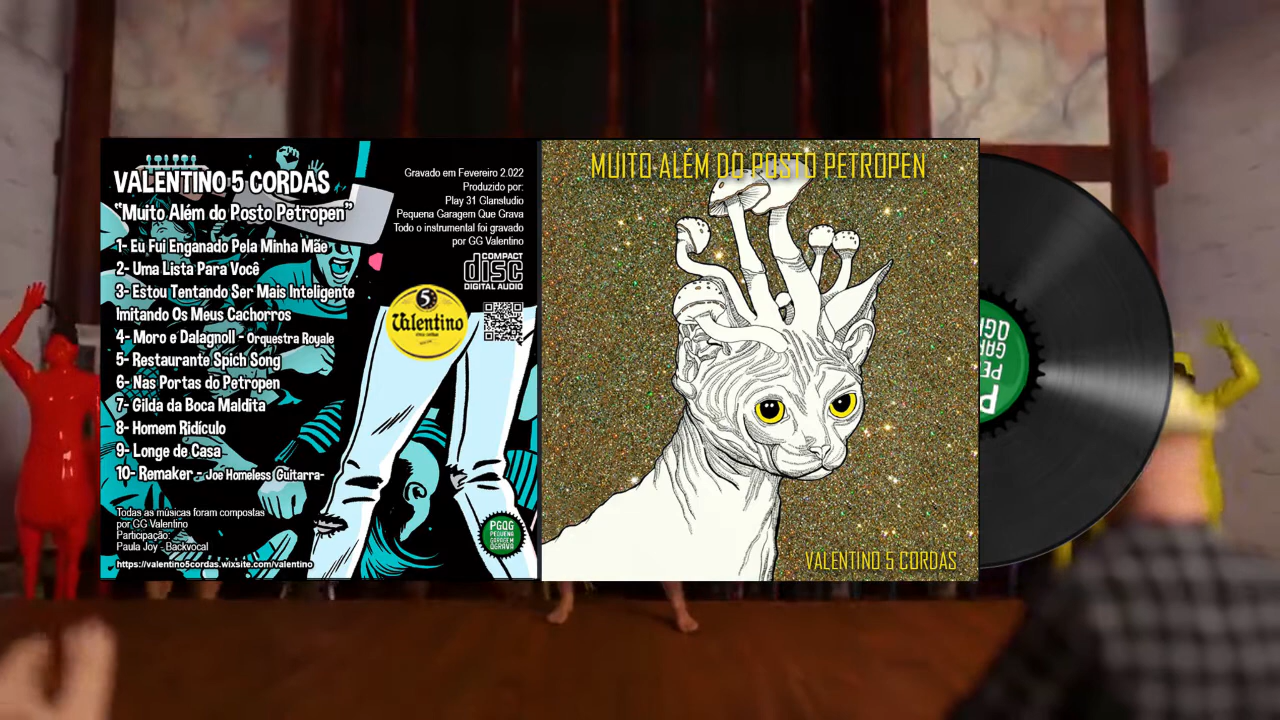 VALENTINO 5 CORDAS
"Muito Além do Posto Petropen"
1- Eu Fui Enganado Pela Minha Mãe
2- Uma Lista Para Você
3- Estou Tentando Ser Mais Inteligente
Imitando Os Meus Cachorros
4- Moro e Dalagnoll - Orquestra Royale
5- Restaurante Spich Song
6- Nas Portas do Petropen
7- Gilda da Boca Maldita
8- Homem Ridículo
9- Longe de Casa
10- Remaker - Joe Homeless Guitarra-
Todas as músicas foram compostas
por GG Valentino
Participação:
Paula Joy - Backvocal
https://valentino5cordas.wixsite.com/valentino
Gravado em Fevereiro 2.022
Produzido por:
Play 31 Glanstudio
Pequena Garagem Que Grava
Todo o instrumental foi gravado
por GG Valentino
COMPACT
disc
DIGITAL AUDIO
5
Valentino
PGQG
PEQUENA
GARAGEM
QGRAVA
MUITO ALÉM DO POSTO PETROPEN
VALENTINO 5 CORDAS